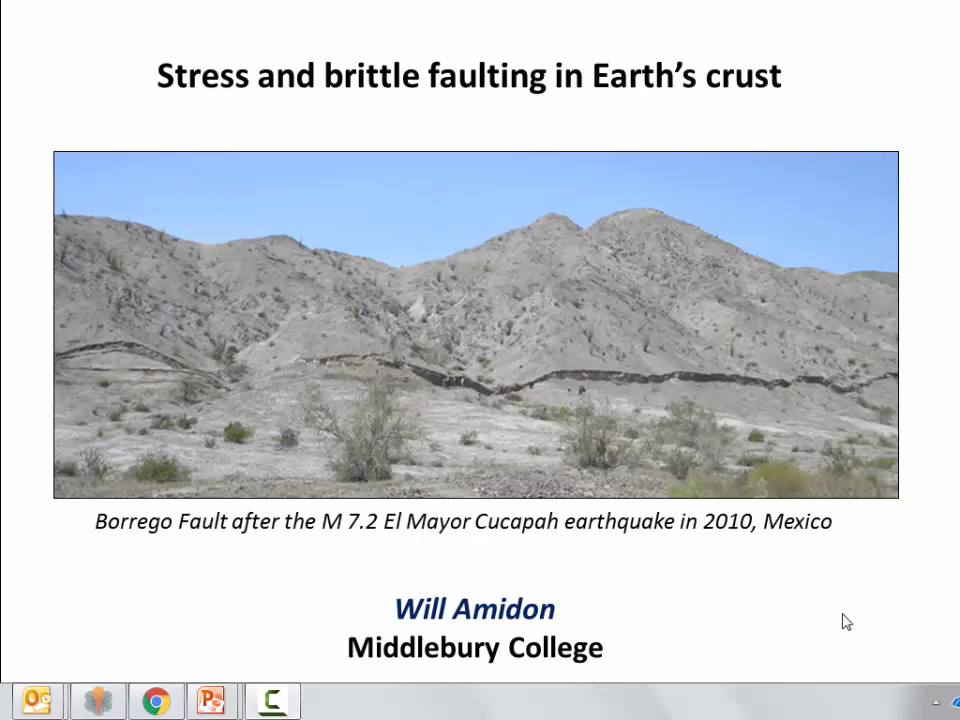 Stress and brittle faulting in Earth's crust
Borrego Fault after the M 7.2 El Mayor Cucapah earthquake in 2010, Mexico
Will Amidon
Middlebury College